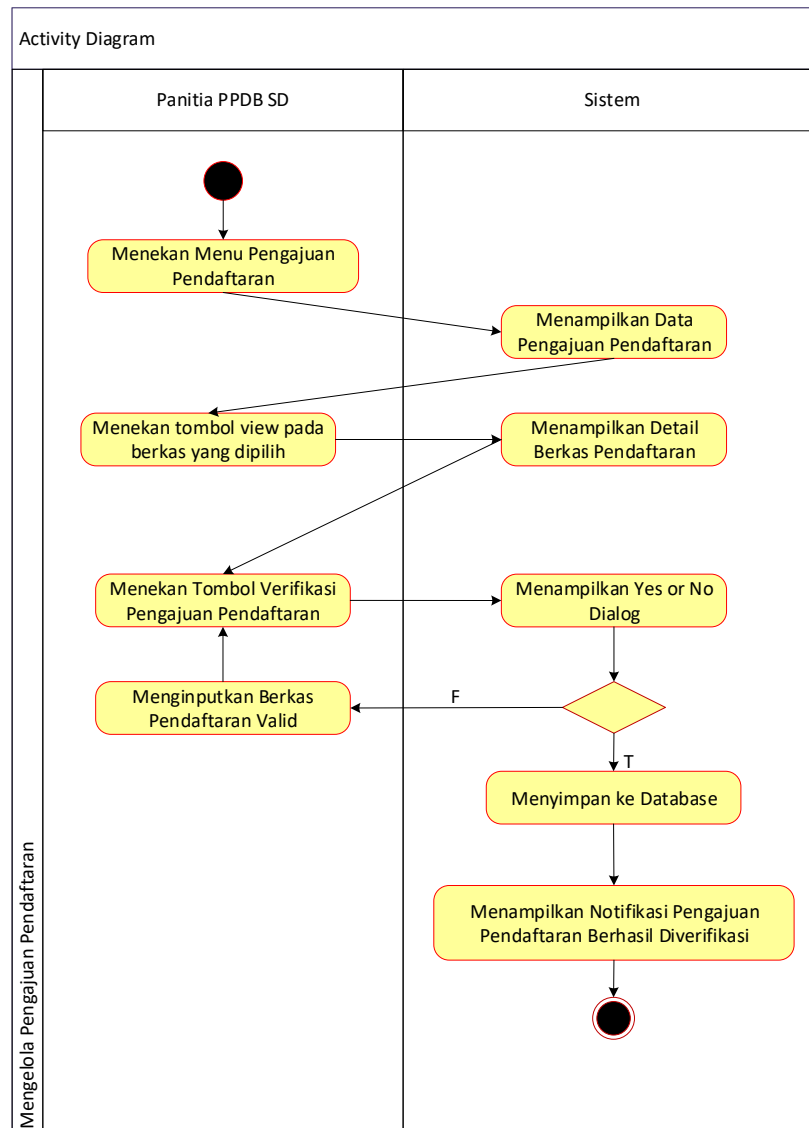 Activity Diagram
Panitia PPDB SD
Sistem
Menekan Menu Pengajuan
Pendaftaran
Menampilkan Data
Pengajuan Pendaftaran
Menekan tombol view pada
berkas yang dipilih
Menampilkan Detail
Berkas Pendaftaran
Menekan Tombol Verifikasi
Pengajuan Pendaftaran
Menampilkan Yes or No
Dialog
Menginputkan Berkas
Pendaftaran Valid
F
T
Menyimpan ke Database
Menampilkan Notifikasi Pengajuan
Pendaftaran Berhasil Diverifikasi
Mengelola Pengajuan Pendaftaran